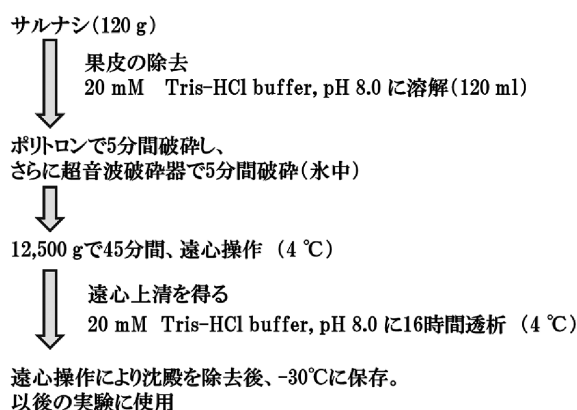 サルナシ(120 g)
果皮の除去
20 mM Tris-HCl buffer, pH 8.0 に溶解(120 ml)
ポリトロンで5分間破砕し、
さらに超音波破砕器で5分間破砕(氷中)
12,500 gで45分間、遠心操作 (4 ℃)
遠心上清を得る
20 mM Tris-HCl buffer, pH 8.0 に16時間透析 (4 ℃)
遠心操作により沈殿を除去後、-30℃に保存。
以後の実験に使用